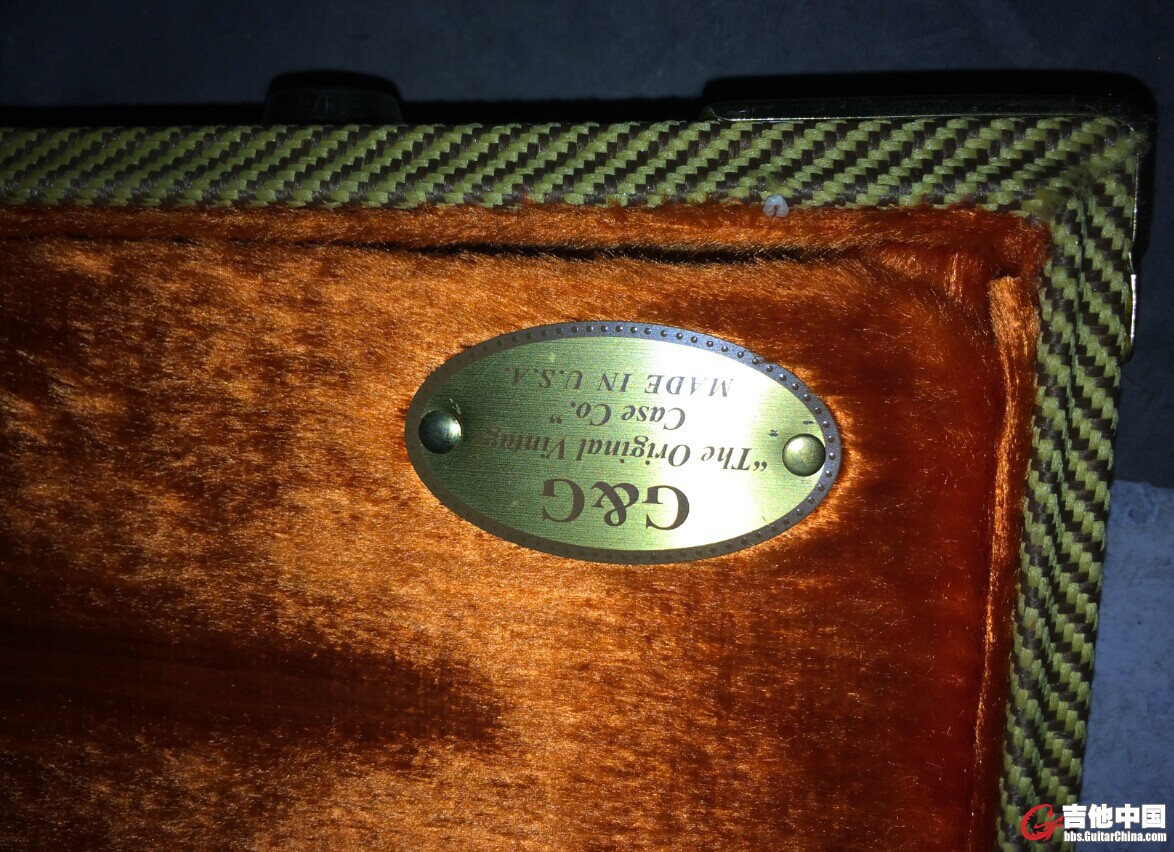 G&G
"The Original Vintage
Case Co."
MADE IN U.S.A.
吉他中国
bbs.GuitarChina.com